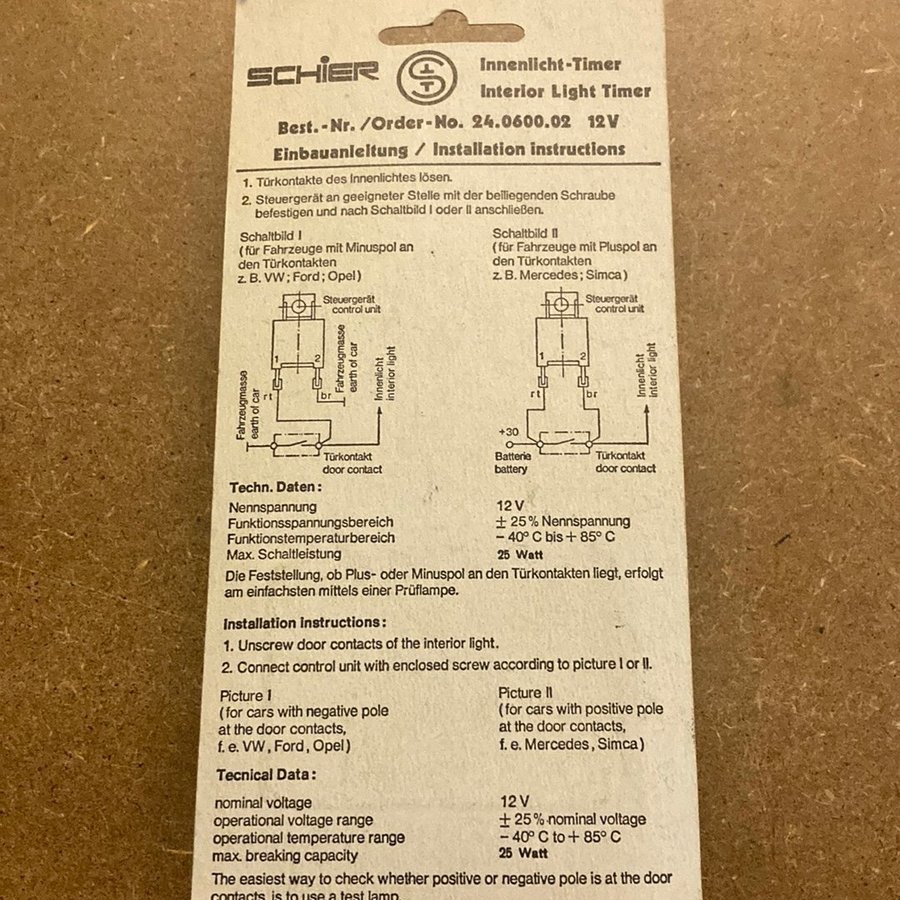 SCHiER
Innenlicht-Timer
Interior Light Timer
Best.-Nr./Order-No. 24.0600.02 12V
Einbauanleitung / Installation instructions
1. Türkontakte des Innenlichtes lösen.
2. Steuergerät an geeigneter Stelle mit der beiliegenden Schraube
befestigen und nach Schaltbild I oder II anschließen.
Schaltbild I
(für Fahrzeuge mit Minuspol an
den Türkontakten
z. B. VW; Ford; Opel)
Steuergerät
control unit
1 2
rt
br
Fahrzeugmasse
earth of car
Fahrzeugmasse
earth of car
Innenlicht
interior light
Türkontakt
door contact
Schaltbild II
(für Fahrzeuge mit Pluspol an
den Türkontakten
z. B. Mercedes; Simca)
Steuergerät
control unit
1 2
rt
br
Innenlicht
interior light
+30
Batterie
battery
Türkontakt
door contact
Techn. Daten:
Nennspannung 12 V
Funktionsspannungsbereich ± 25% Nennspannung
Funktionstemperaturbereich – 40° C bis + 85° C
Max. Schaltleistung 25 Watt
Die Feststellung, ob Plus- oder Minuspol an den Türkontakten liegt, erfolgt
am einfachsten mittels einer Prüflampe.
Installation instructions:
1. Unscrew door contacts of the interior light.
2. Connect control unit with enclosed screw according to picture I or II.
Picture I
(for cars with negative pole
at the door contacts,
f. e. VW, Ford, Opel)
Picture II
(for cars with positive pole
at the door contacts,
f. e. Mercedes, Simca)
Tecnical Data:
nominal voltage 12 V
operational voltage range ± 25% nominal voltage
operational temperature range – 40° C to + 85° C
max. breaking capacity 25 Watt
The easiest way to check whether positive or negative pole is at the door
contacts, is to use a test lamp.